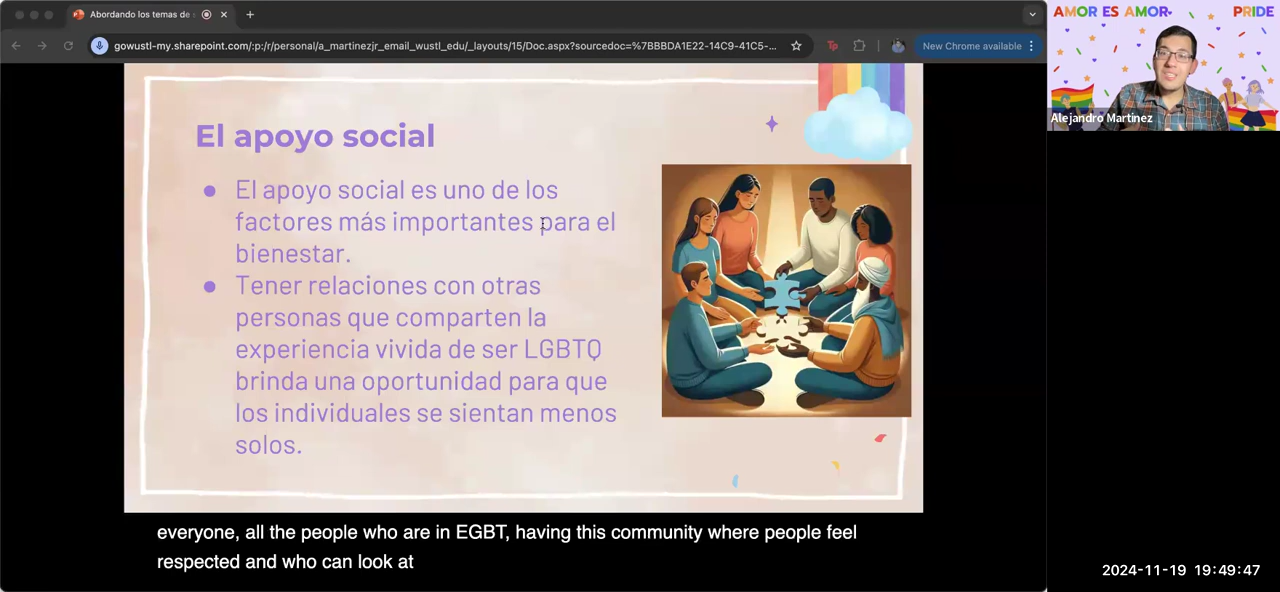 Abordando los temas de
gowustl-my.sharepoint.com/:p:/r/personal/a_martinezjr_email_wustl_edu/_layouts/15/Doc.aspx?sourcedoc=%7BBBDA1E22-14C9-41C5-...
New Chrome available
AMOR ES AMOR PRIDE
Alejandro Martinez
El apoyo social
● El apoyo social es uno de los
factores más importantes para el
bienestar.
● Tener relaciones con otras
personas que comparten la
experiencia vivida de ser LGBTQ
brinda una oportunidad para que
los individuales se sientan menos
solos.
everyone, all the people who are in EGBT, having this community where people feel
respected and who can look at
2024-11-19 19:49:47